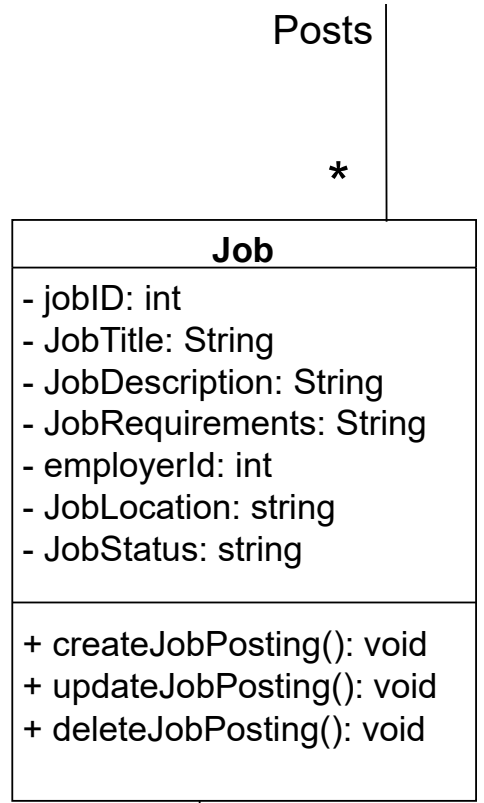 Posts
*
Job
- jobID: int
- JobTitle: String
- JobDescription: String
- JobRequirements: String
- employerId: int
- JobLocation: string
- JobStatus: string
+ createJobPosting(): void
+ updateJobPosting(): void
+ deleteJobPosting(): void